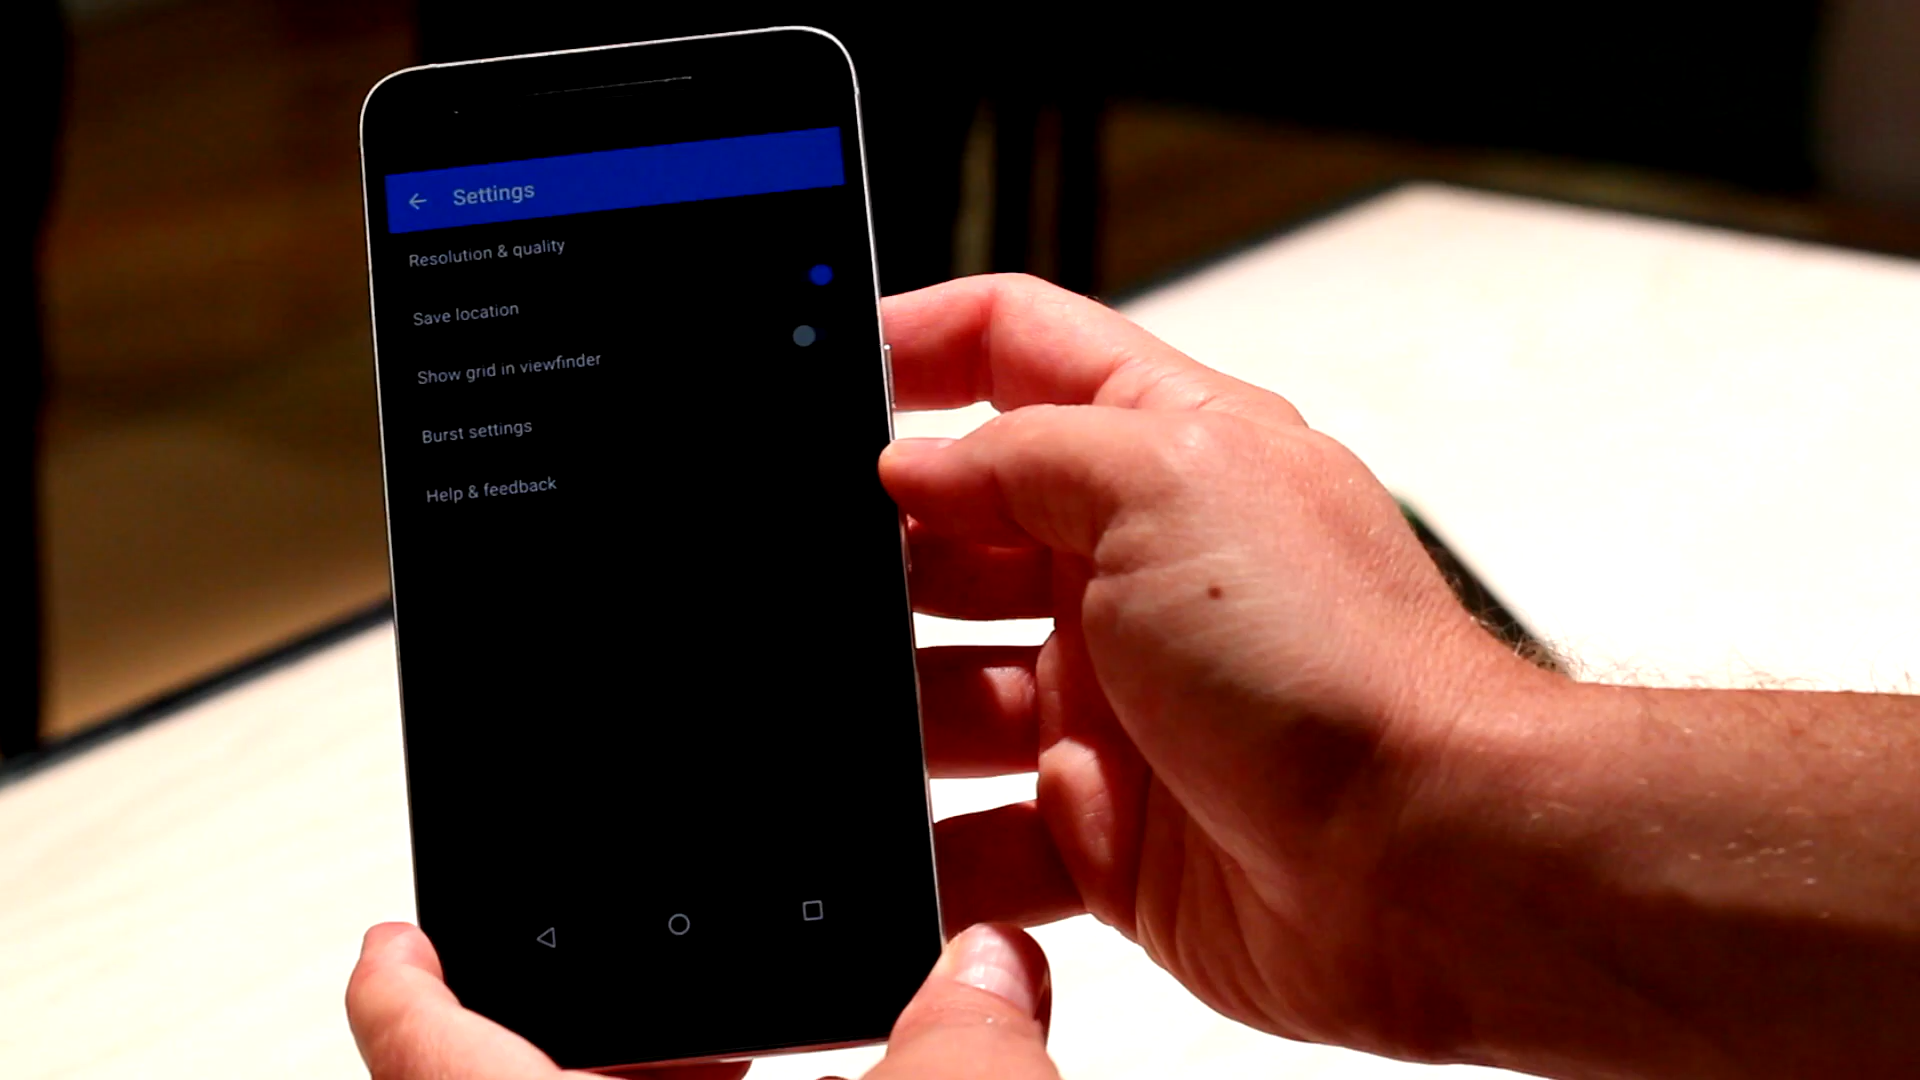 Settings
Resolution & quality
Save location
Show grid in viewfinder
Burst settings
Help & feedback